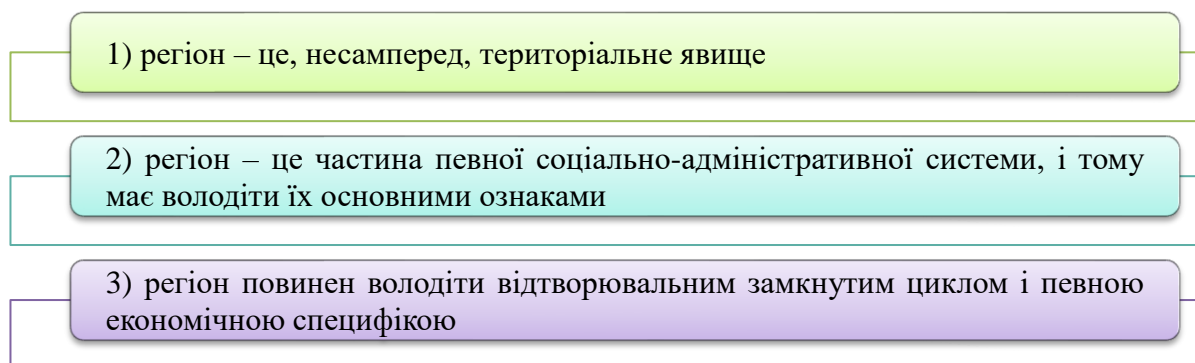 1) регіон – це, несамперед, територіальне явище
2) регіон – це частина певної соціально-адміністративної системи, і тому
має володіти їх основними ознаками
3) регіон повинен володіти відтворювальним замкнутим циклом і певною
економічною специфікою